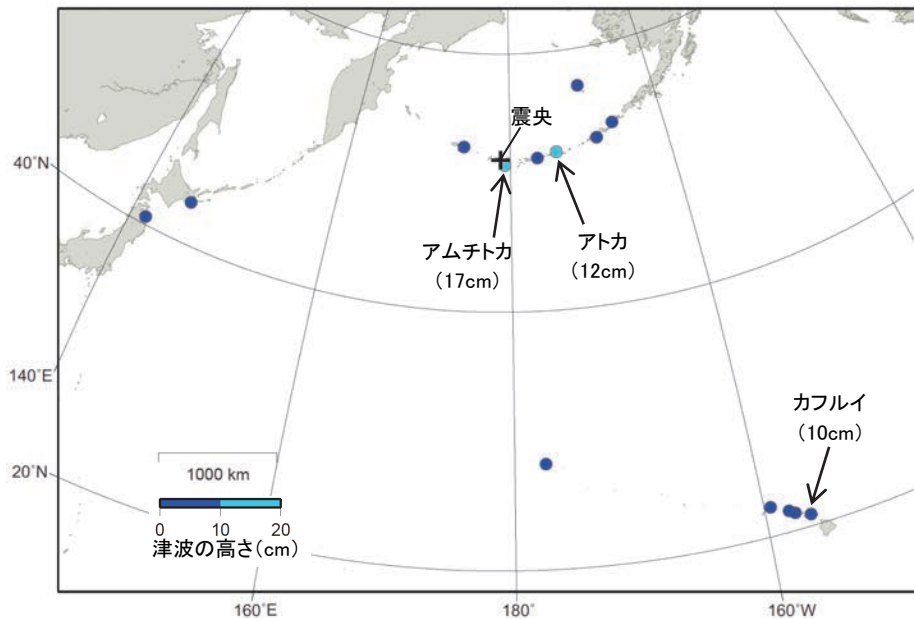 震央
40˚N
アムチトカ
(17cm)
アトカ
(12cm)
140˚E
カフルイ
(10cm)
20˚N
1000 km
0 10 20
津波の高さ(cm)
160˚E
180˚
160˚W